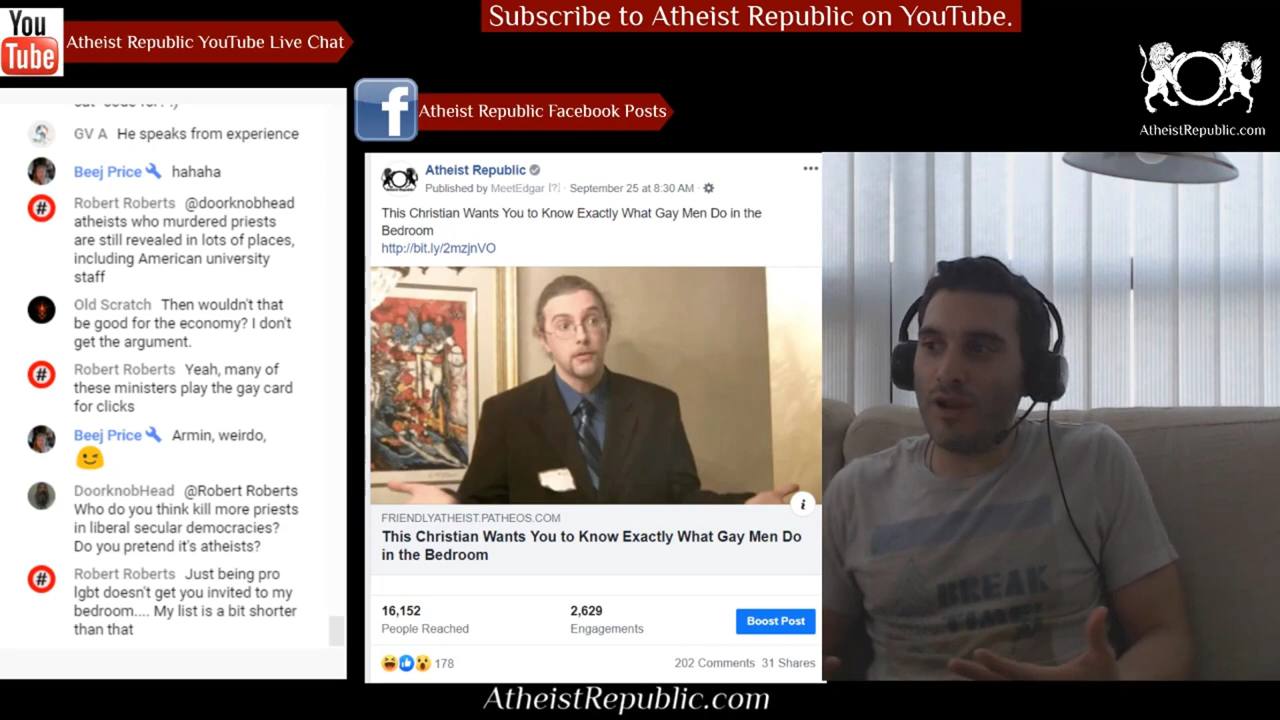 Subscribe to Atheist Republic on YouTube.
You
Tube
Atheist Republic YouTube Live Chat
GV A He speaks from experience
Beej Price hahaha
Robert Roberts @doorknobhead
atheists who murdered priests
are still revealed in lots of places,
including American university
staff
Old Scratch Then wouldn't that
be good for the economy? I don't
get the argument.
Robert Roberts Yeah, many of
these ministers play the gay card
for clicks
Beej Price Armin, weirdo,
DoorknobHead @Robert Roberts
Who do you think kill more priests
in liberal secular democracies?
Do you pretend it's atheists?
Robert Roberts Just being pro
lgbt doesn't get you invited to my
bedroom.... My list is a bit shorter
than that
f
Atheist Republic Facebook Posts
Atheist Republic
Published by MeetEdgar [?] · September 25 at 8:30 AM ·
This Christian Wants You to Know Exactly What Gay Men Do in the
Bedroom
http://bit.ly/2mzjnVO
i
FRIENDLYATHEIST.PATHEOS.COM
This Christian Wants You to Know Exactly What Gay Men Do
in the Bedroom
16,152
People Reached
2,629
Engagements
Boost Post
178
202 Comments 31 Shares
AtheistRepublic.com
BREAK
TIME!
AtheistRepublic.com